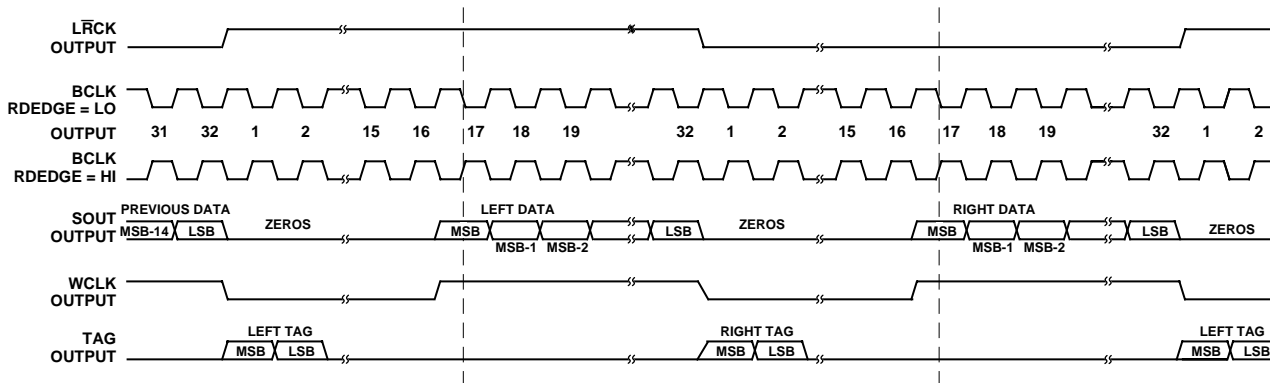 LRCK
OUTPUT
BCLK
RDEDGE = LO
OUTPUT
31 32 1 2 15 16 17 18 19 32 1 2 15 16 17 18 19 32 1 2
BCLK
RDEDGE = HI
SOUT
OUTPUT
PREVIOUS DATA
MSB-14 LSB
ZEROS
LEFT DATA
MSB
MSB-1 MSB-2
LSB
ZEROS
RIGHT DATA
MSB
MSB-1 MSB-2
LSB
ZEROS
WCLK
OUTPUT
TAG
OUTPUT
LEFT TAG
MSB LSB
RIGHT TAG
MSB LSB
LEFT TAG
MSB LSB